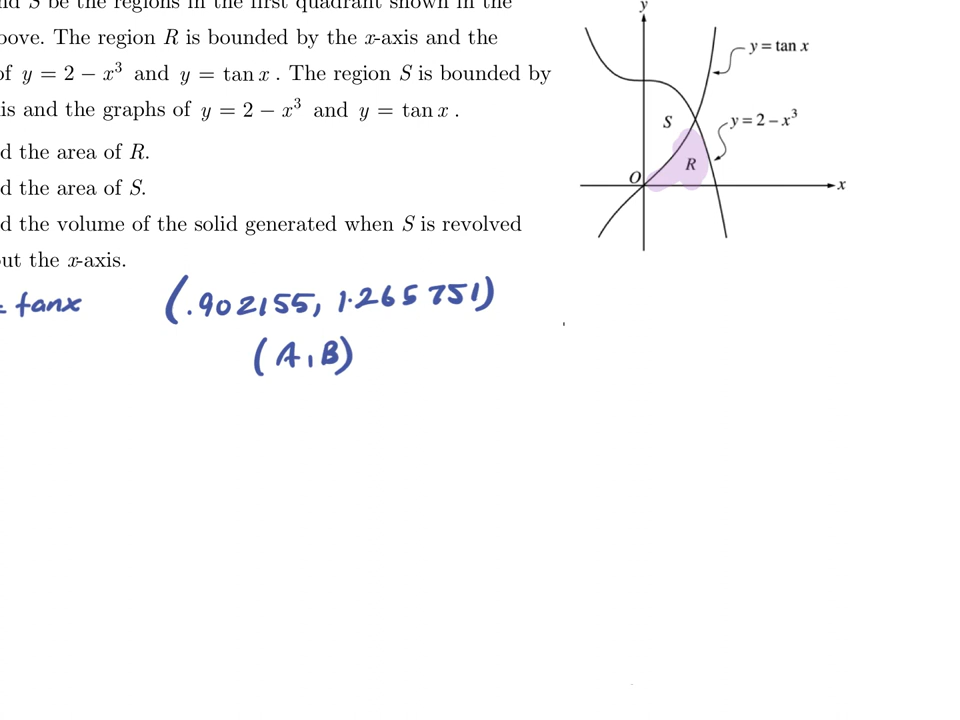 S be the regions in the first quadrant shown in the
bove. The region R is bounded by the x-axis and the
of y = 2 − x³ and y = tan x . The region S is bounded by
is and the graphs of y = 2 − x³ and y = tan x .
d the area of R.
d the area of S.
d the volume of the solid generated when S is revolved
out the x-axis.
= tanx (.902155, 1.265751)
(A, B)
y
y = tan x
S
y = 2 − x³
R
O
x